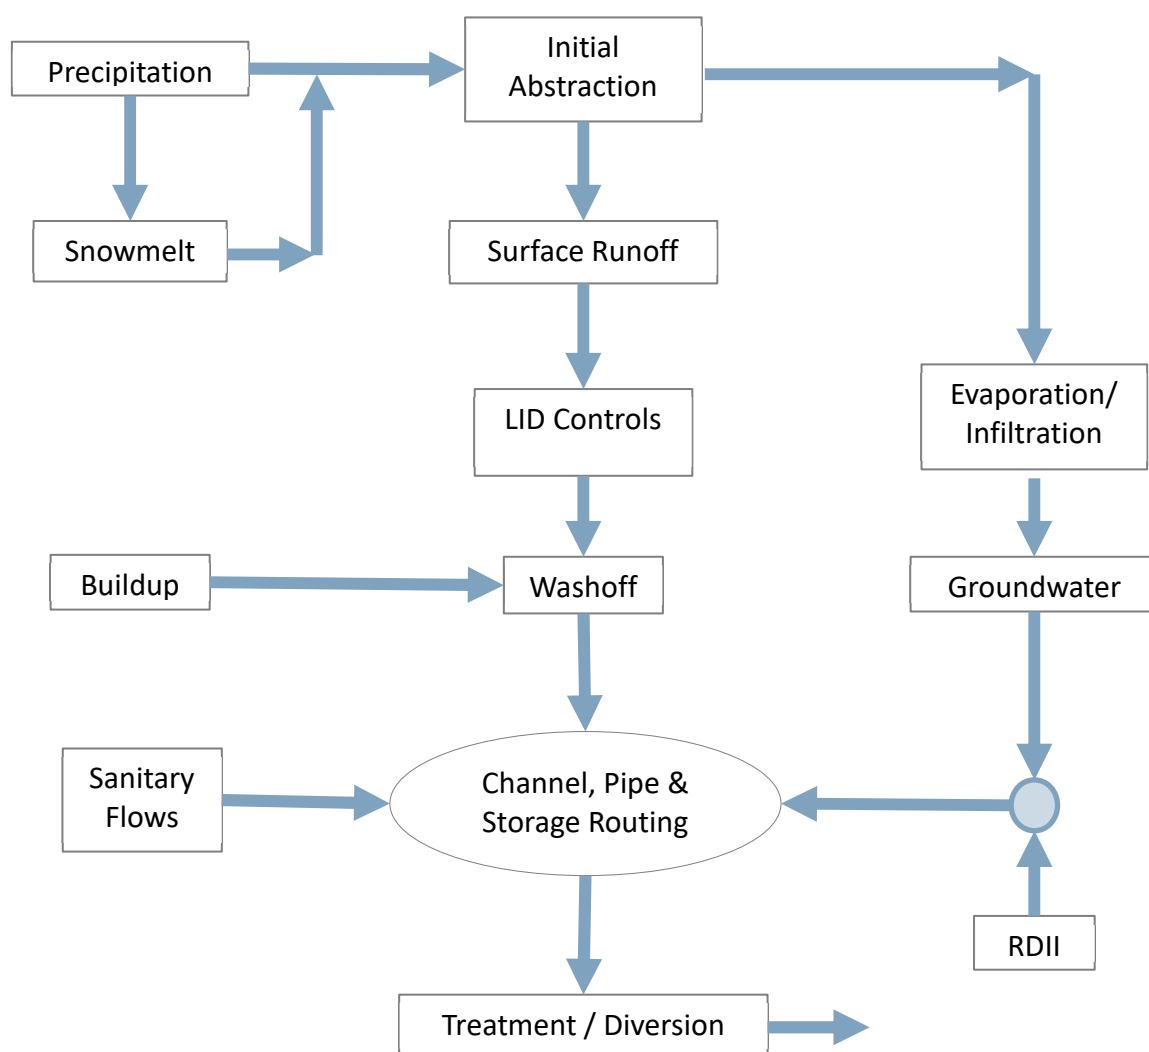 Precipitation
Initial
Abstraction
Snowmelt
Surface Runoff
LID Controls
Evaporation/
Infiltration
Buildup
Washoff
Groundwater
Sanitary
Flows
Channel, Pipe &
Storage Routing
RDII
Treatment / Diversion